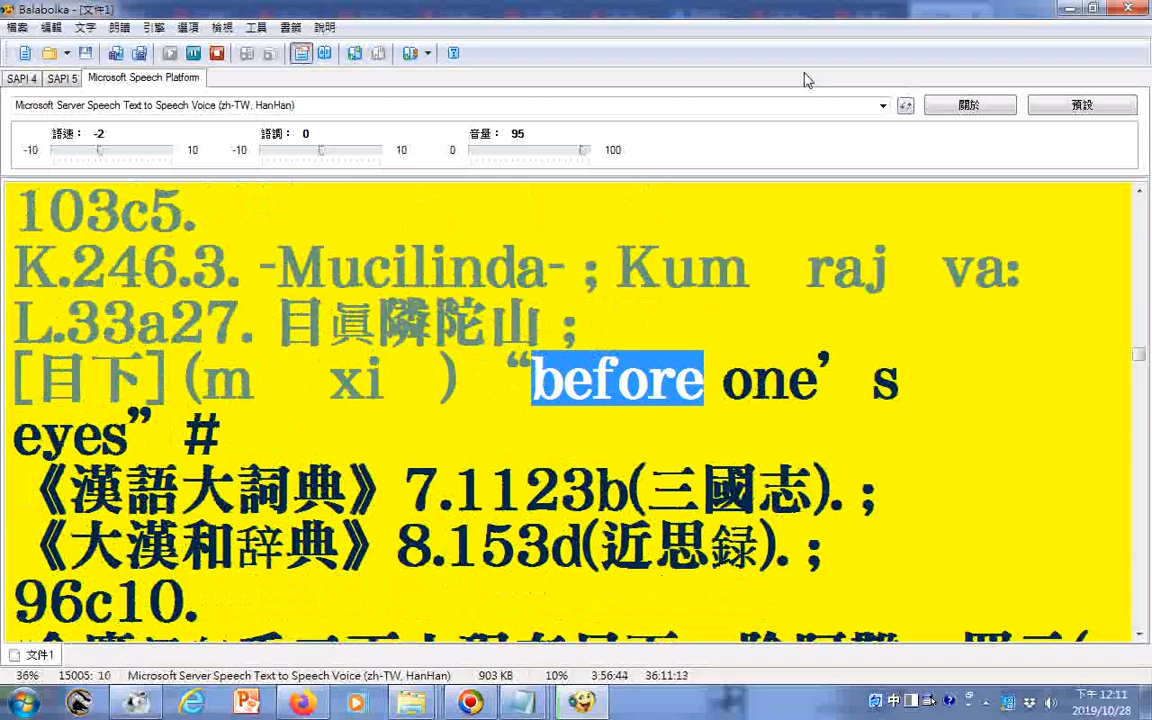 Balabolka - [文件1]
檔案 編輯 文字 朗讀 引擎 選項 檢視 工具 書籤 說明
SAPI 4 SAPI 5 Microsoft Speech Platform
Microsoft Server Speech Text to Speech Voice (zh-TW, HanHan) 關於 預設
語速： -2 語調： 0 音量： 95
-10 10 -10 10 0 100
103c5.
K.246.3. -Mucilinda- ; Kum raj va:
L.33a27. 目眞隣陀山 ;
[目下] (m xi ) “before one’ s
eyes” #
《漢語大詞典》 7.1123b(三國志). ;
《大漢和辞典》 8.153d(近思録). ;
96c10.
文件1
36% 15005: 10 Microsoft Server Speech Text to Speech Voice (zh-TW, HanHan) 903 KB 10% 3:56:44 36:11:13
中 下午 12:11
2019/10/28